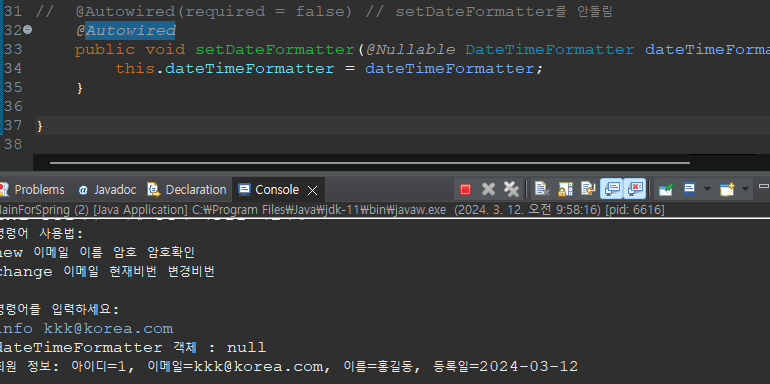 31 //  @Autowired(required = false) // setDateFormatter를 안돌림
32 @Autowired
33 public void setDateFormatter(@Nullable DateTimeFormatter dateTimeForma
34 this.dateTimeFormatter = dateTimeFormatter;
35 }
36
37 }
38
Problems @ Javadoc Declaration Console
MainForSpring (2) [Java Application] C:₩Program Files₩Java₩jdk-11₩bin₩javaw.exe (2024. 3. 12. 오전 9:58:16) [pid: 6616]
명령어 사용법:
new 이메일 이름 암호 암호확인
change 이메일 현재비번 변경비번
명령어를 입력하세요:
info kkk@korea.com
dateTimeFormatter 객체 : null
회원 정보: 아이디=1, 이메일=kkk@korea.com, 이름=홍길동, 등록일=2024-03-12